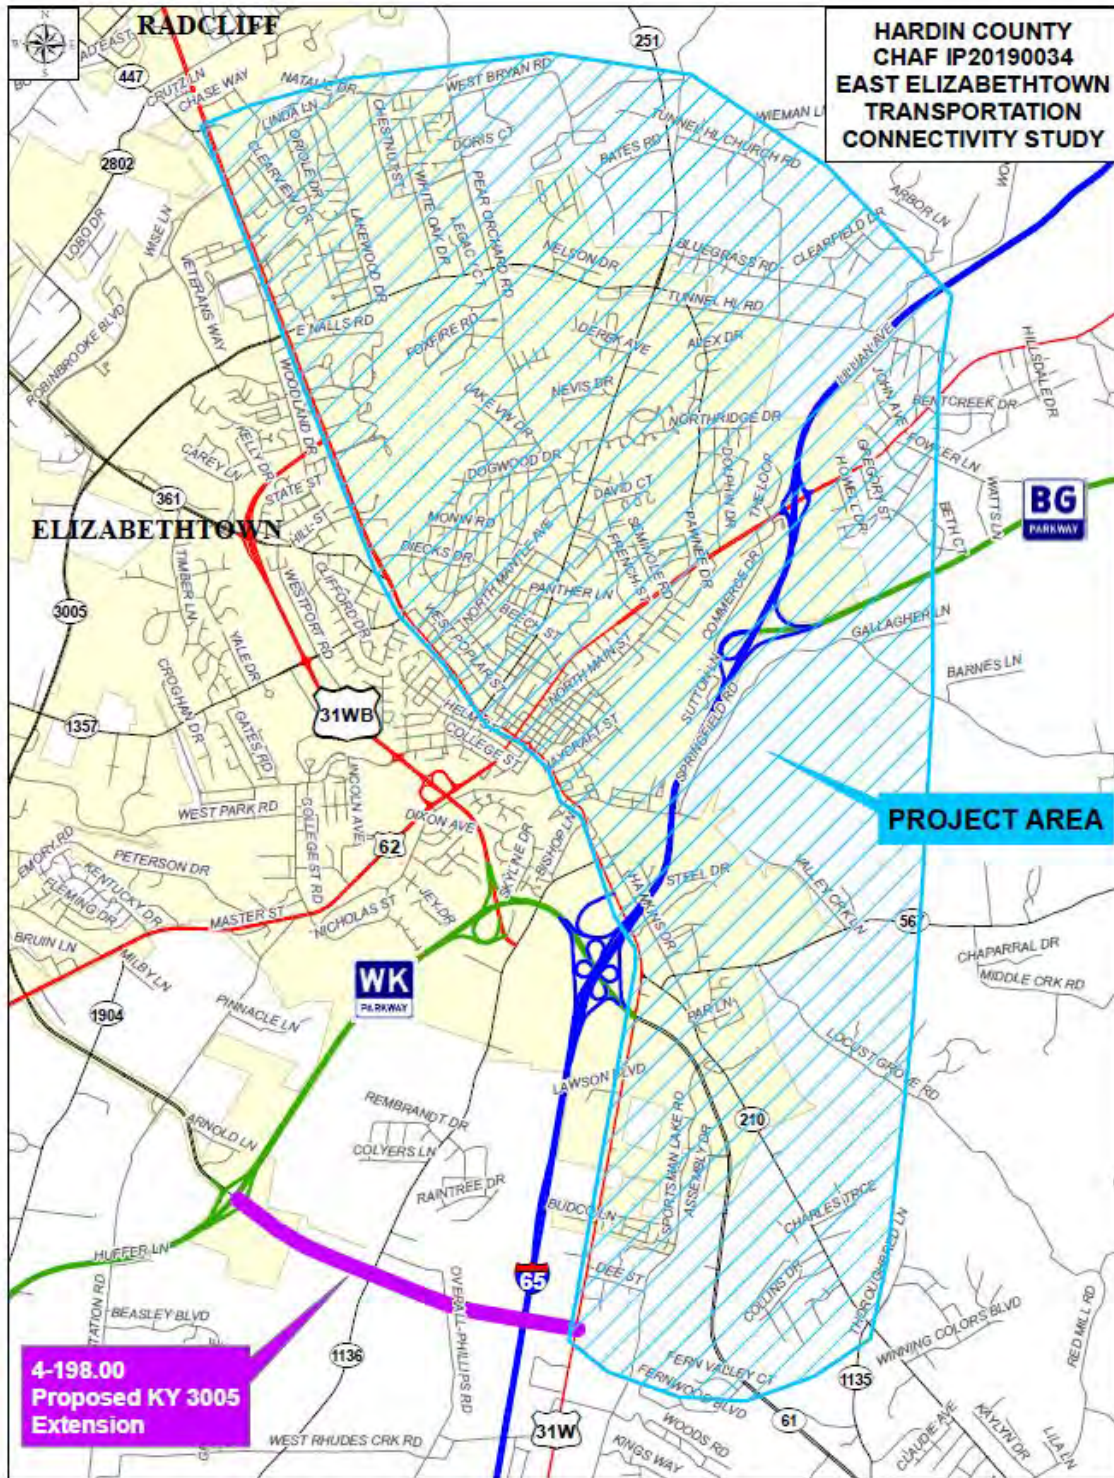 N
RADCLIFF
HARDIN COUNTY
CHAF IP20190034
EAST ELIZABETHTOWN
TRANSPORTATION
CONNECTIVITY STUDY
251
447
CRUTZ LN
CHASE WAY
NATALIE DR
WEST BRYAN RD
LINDA LN
WIEMAN
TUNNEL HL CHURCH RD
2802
ORIOLE DR
CLEARVIEW DR
CHESTNUT ST
DORIS CT
BATES RD
WHITE OAK DR
PEAR ORCHARD RD
LEGACY CT
LAKEWOOD DR
LOBO DR
WISE LN
VETERANS WAY
ARBOR LN
CLEARFIELD DR
NELSON DR
BLUEGRASS RD
TUNNEL HL RD
E NALLS RD
FOXFIRE RD
DERBY AVE
ALEX DR
ROBINBROOKE BLVD
WOODLAND DR
NEVIS DR
LAKE VW DR
NORTHRIDGE DR
JOHN AVE
HILLSDALE DR
BENTCREEK DR
KELLY DR
CAREY LN
STATE ST
DOGWOOD DR
DAVID CT
DOLPHIN DR
THE LOOP
GREGORY ST
HOWELL DR
FOWLER LN
WATTS LN
BETH CT
BG
PARKWAY
361
ELIZABETHTOWN
HILL ST
MONIN RD
DIECKS DR
NORTH MANTLE AVE
SEMINOLE RD
FRENCH ST
PAWNEE DR
PANTHER LN
COMMERCE DR
TIMBER LN
WESTPORT RD
CLIFFORD DR
WEST POPLAR ST
BEECH ST
3005
GALLAGHER LN
BARNES LN
YALE DR
CROGHAN DR
GATES RD
31WB
HELM ST
COLLEGE ST
NORTH MAIN ST
HAYCRAFT ST
SUTTON LN
SPRINGFIELD RD
1357
WEST PARK RD
LINCOLN AVE
DIXON AVE
COLLEGE ST RD
62
PROJECT AREA
EMORY RD
PETERSON DR
KENTUCKY DR
FLEMING DR
SKYLINE DR
BISHOP LN
STEEL DR
HAWKINS DR
VALLEY CRK LN
MASTER ST
NICHOLAS ST
IVEY DR
567
BRUIN LN
MILBY LN
WK
PARKWAY
CHAPARRAL DR
MIDDLE CRK RD
1904
PINNACLE LN
PAR LN
LOCUST GROVE RD
LAWSON BLVD
REMBRANDT DR
ARNOLD LN
COLYERS LN
RAINTREE DR
SPORTSMAN LAKE RD
ASSEMBLY DR
210
BUDCO LN
CHARLES TRCE
HUFFER LN
65
DEE ST
COLLINS DR
THOROUGHBRED LN
BEASLEY BLVD
OVERALL-PHILLIPS RD
WINNING COLORS BLVD
RED MILL RD
4-198.00
Proposed KY 3005
Extension
1136
FERN VALLEY CT
FERNWOOD BLVD
1135
61
31W
WEST RHUDES CRK RD
WOODS RD
KINGS WAY
CLAUDIE AVE
KAYLYN DR
LILA LN